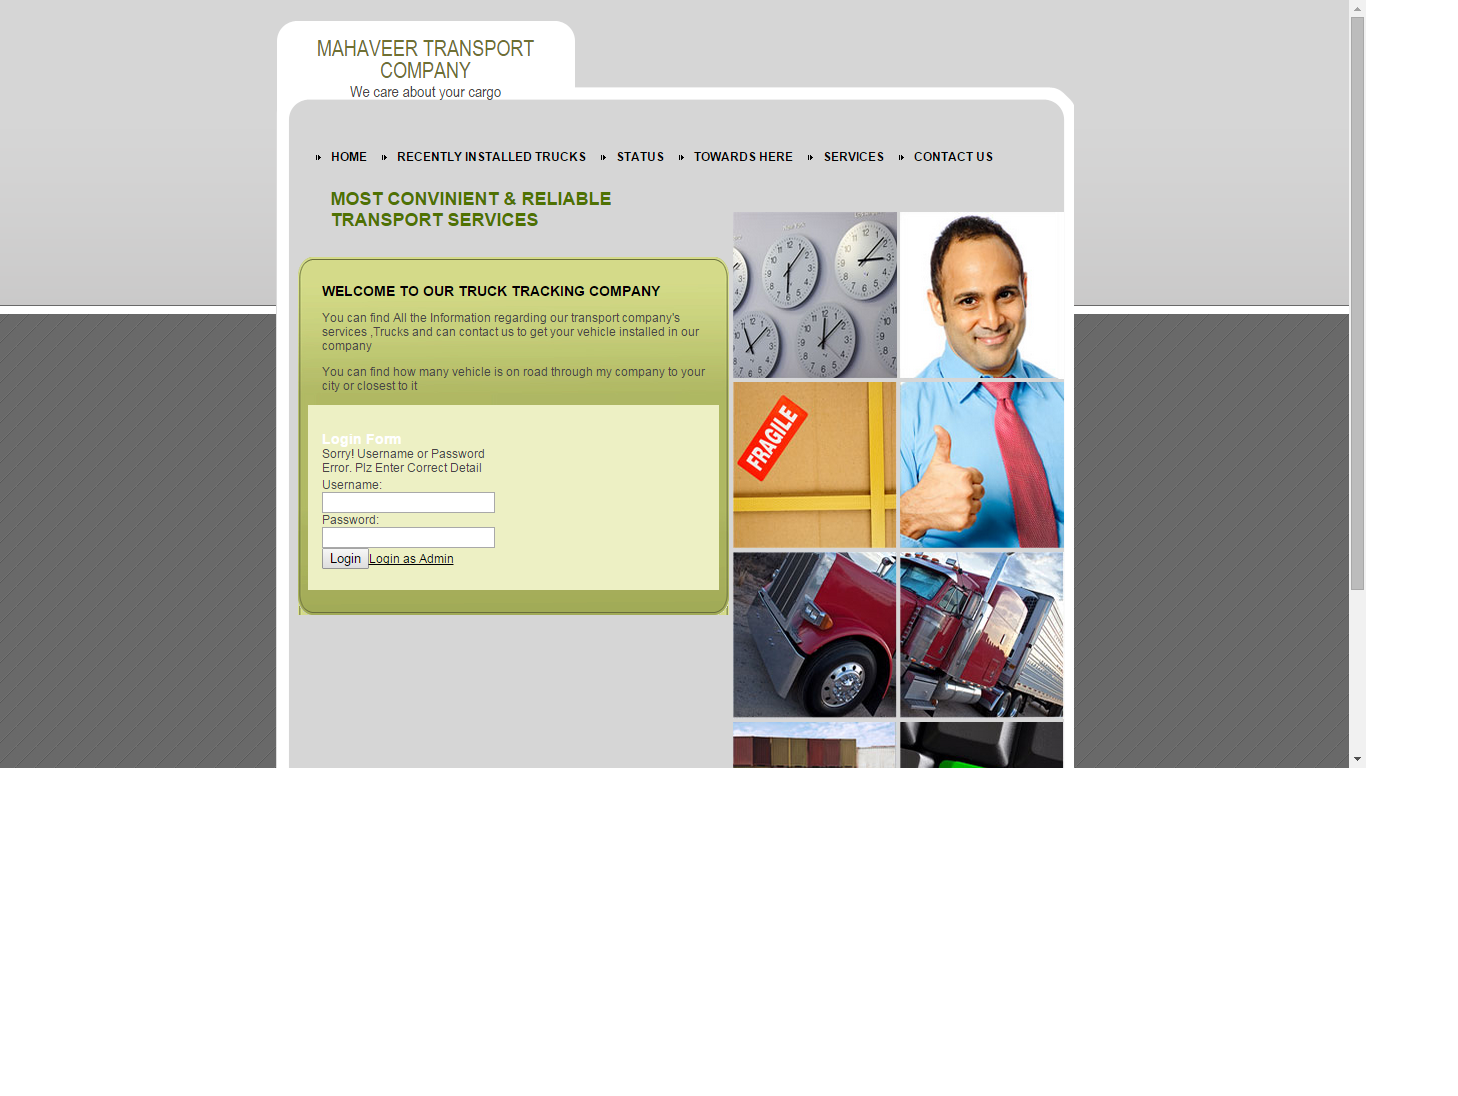 MAHAVEER TRANSPORT
COMPANY
We care about your cargo
HOME RECENTLY INSTALLED TRUCKS STATUS TOWARDS HERE SERVICES CONTACT US
MOST CONVINIENT & RELIABLE
TRANSPORT SERVICES
WELCOME TO OUR TRUCK TRACKING COMPANY
You can find All the Information regarding our transport company's
services ,Trucks and can contact us to get your vehicle installed in our
company
You can find how many vehicle is on road through my company to your
city or closest to it
Login Form
Sorry! Username or Password
Error. Plz Enter Correct Detail
Username:
Password:
Login Login as Admin
FRAGILE